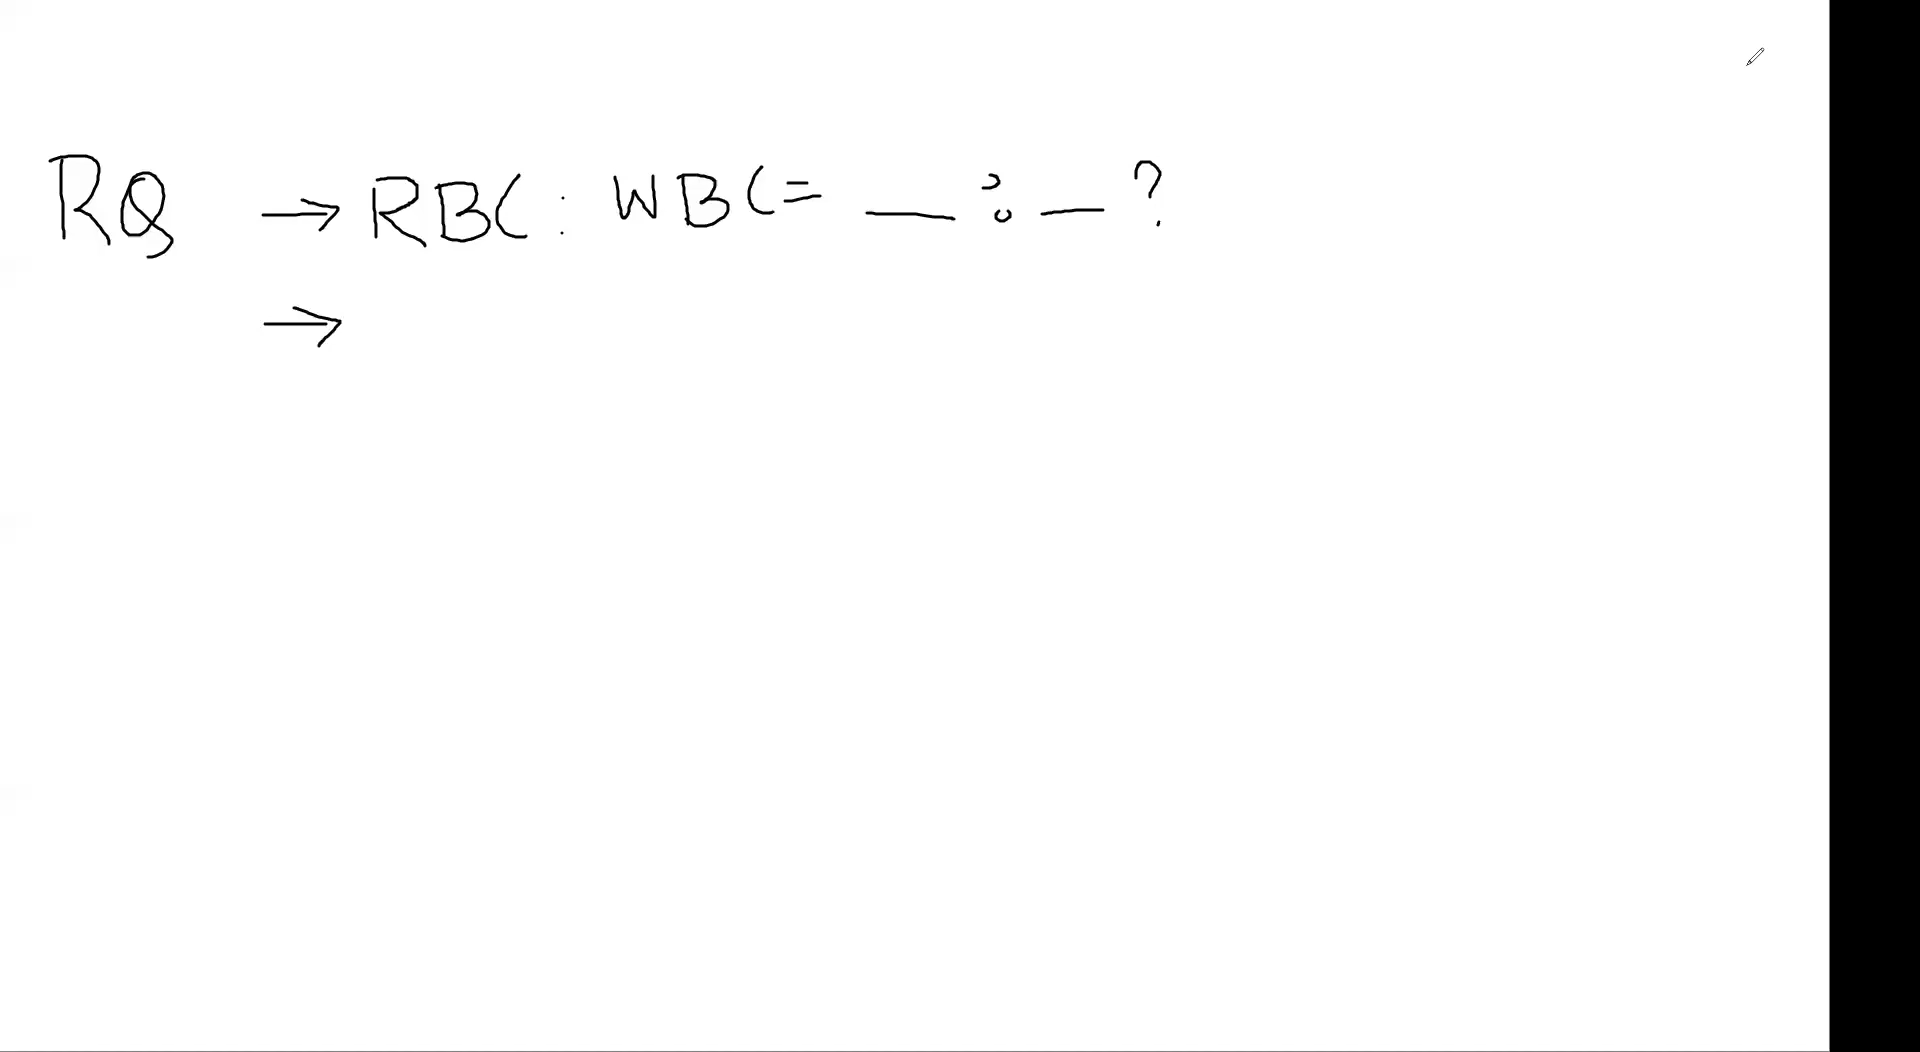 RQ → RBC : WBC = __ : __ ?
→